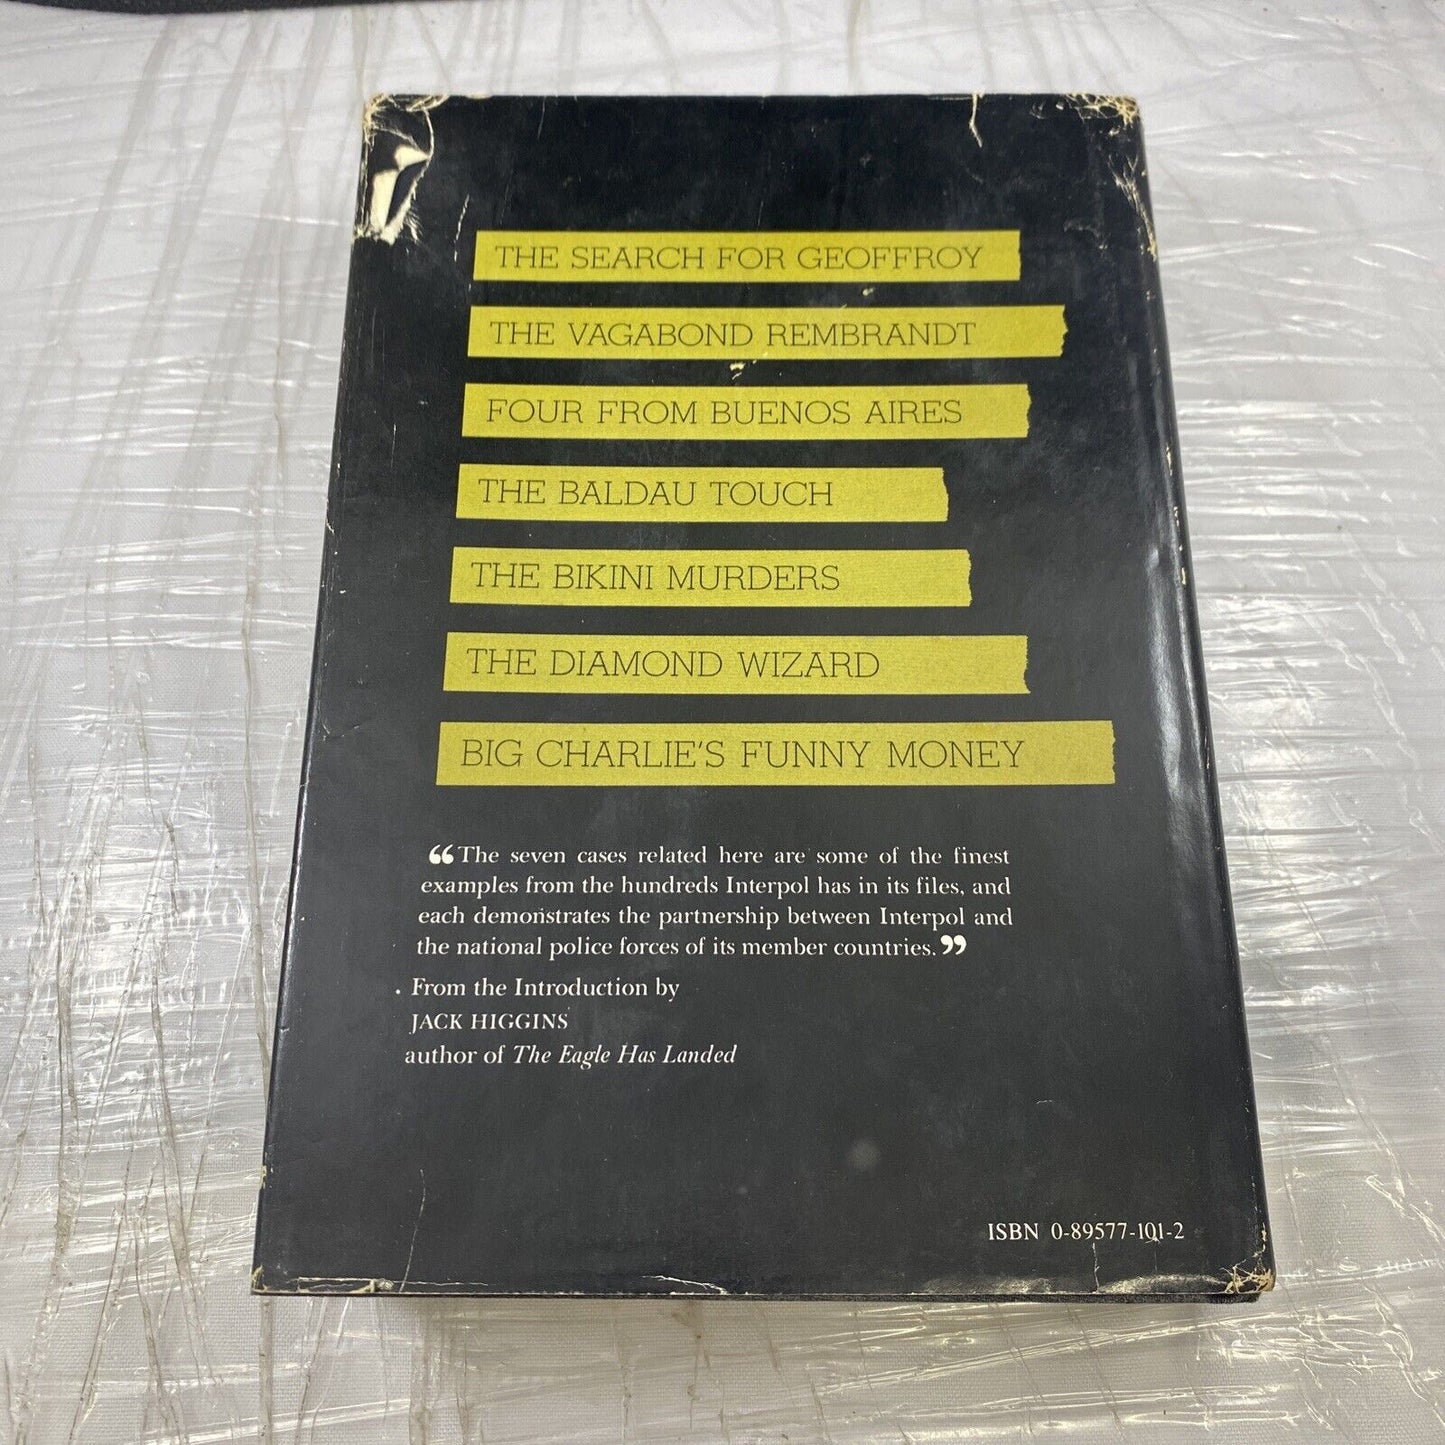 THE SEARCH FOR GEOFFROY
THE VAGABOND REMBRANDT
FOUR FROM BUENOS AIRES
THE BALDAU TOUCH
THE BIKINI MURDERS
THE DIAMOND WIZARD
BIG CHARLIE'S FUNNY MONEY
“The seven cases related here are some of the finest
examples from the hundreds Interpol has in its files, and
each demonstrates the partnership between Interpol and
the national police forces of its member countries.”
From the Introduction by
JACK HIGGINS
author of The Eagle Has Landed
ISBN 0-89577-101-2